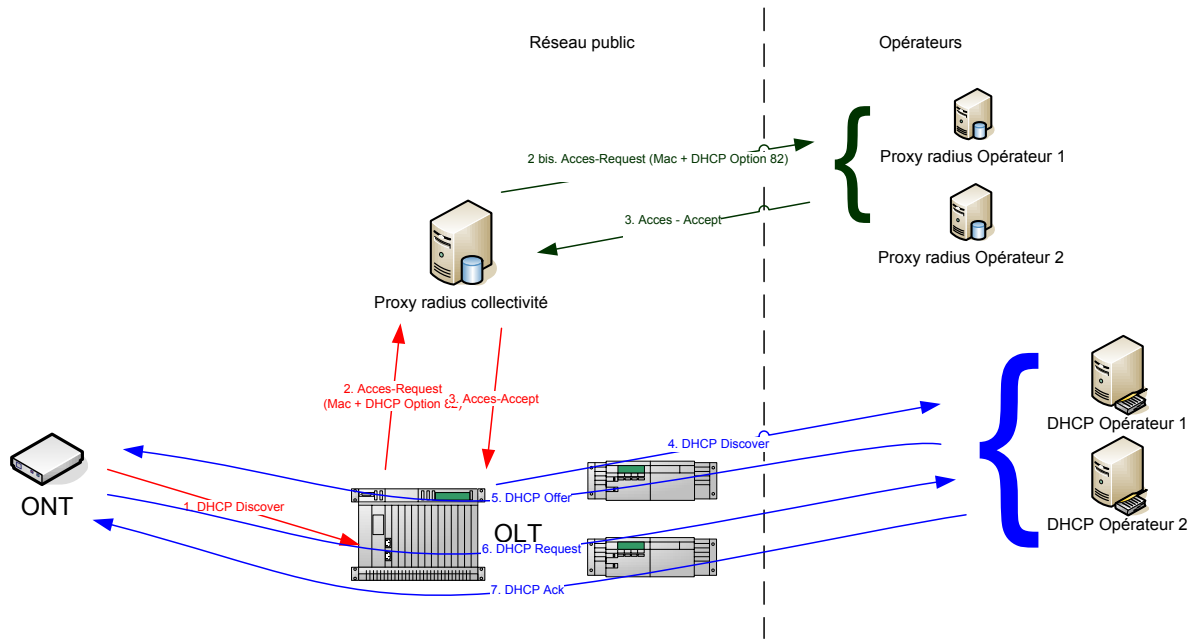 Réseau public
Opérateurs
2 bis. Acces-Request (Mac + DHCP Option 82)
Proxy radius Opérateur 1
3. Acces - Accept
Proxy radius Opérateur 2
Proxy radius collectivité
2. Acces-Request
(Mac + DHCP Option 82)
3. Acces-Accept
DHCP Opérateur 1
4. DHCP Discover
ONT
1. DHCP Discover
5. DHCP Offer
OLT
DHCP Opérateur 2
6. DHCP Request
7. DHCP Ack